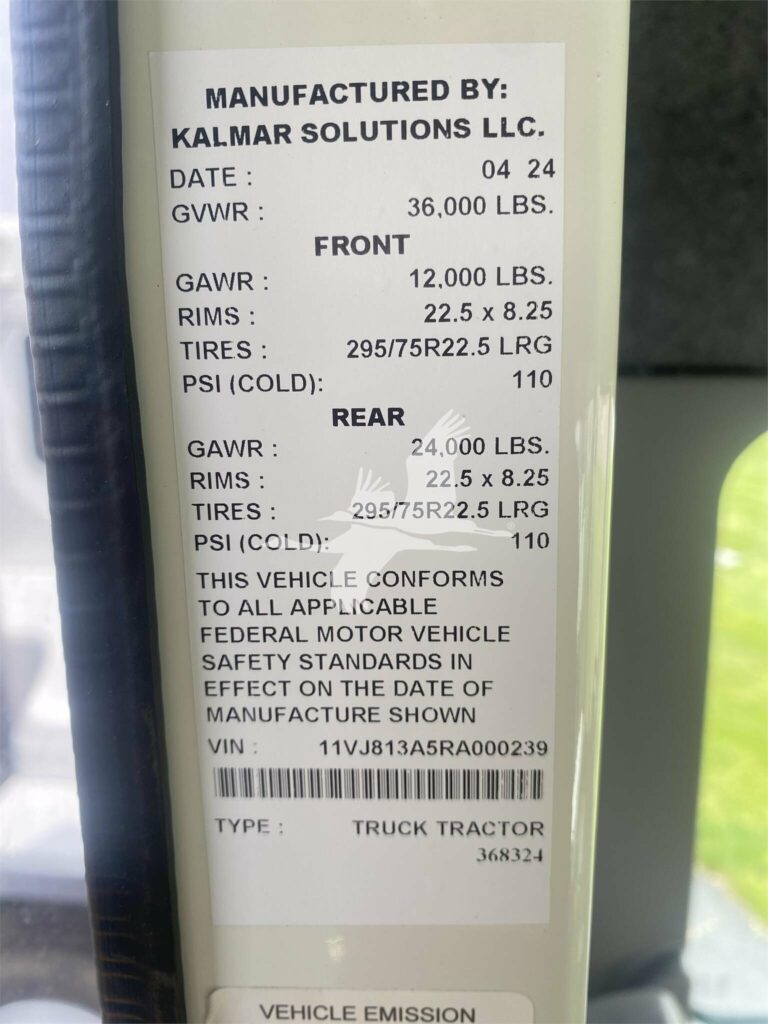 MANUFACTURED BY:
KALMAR SOLUTIONS LLC.
DATE : 04 24
GVWR : 36,000 LBS.
FRONT
GAWR : 12,000 LBS.
RIMS : 22.5 x 8.25
TIRES : 295/75R22.5 LRG
PSI (COLD): 110
REAR
GAWR : 24,000 LBS.
RIMS : 22.5 x 8.25
TIRES : 295/75R22.5 LRG
PSI (COLD): 110
THIS VEHICLE CONFORMS
TO ALL APPLICABLE
FEDERAL MOTOR VEHICLE
SAFETY STANDARDS IN
EFFECT ON THE DATE OF
MANUFACTURE SHOWN
VIN : 11VJ813A5RA000239
TYPE : TRUCK TRACTOR
368324
VEHICLE EMISSION